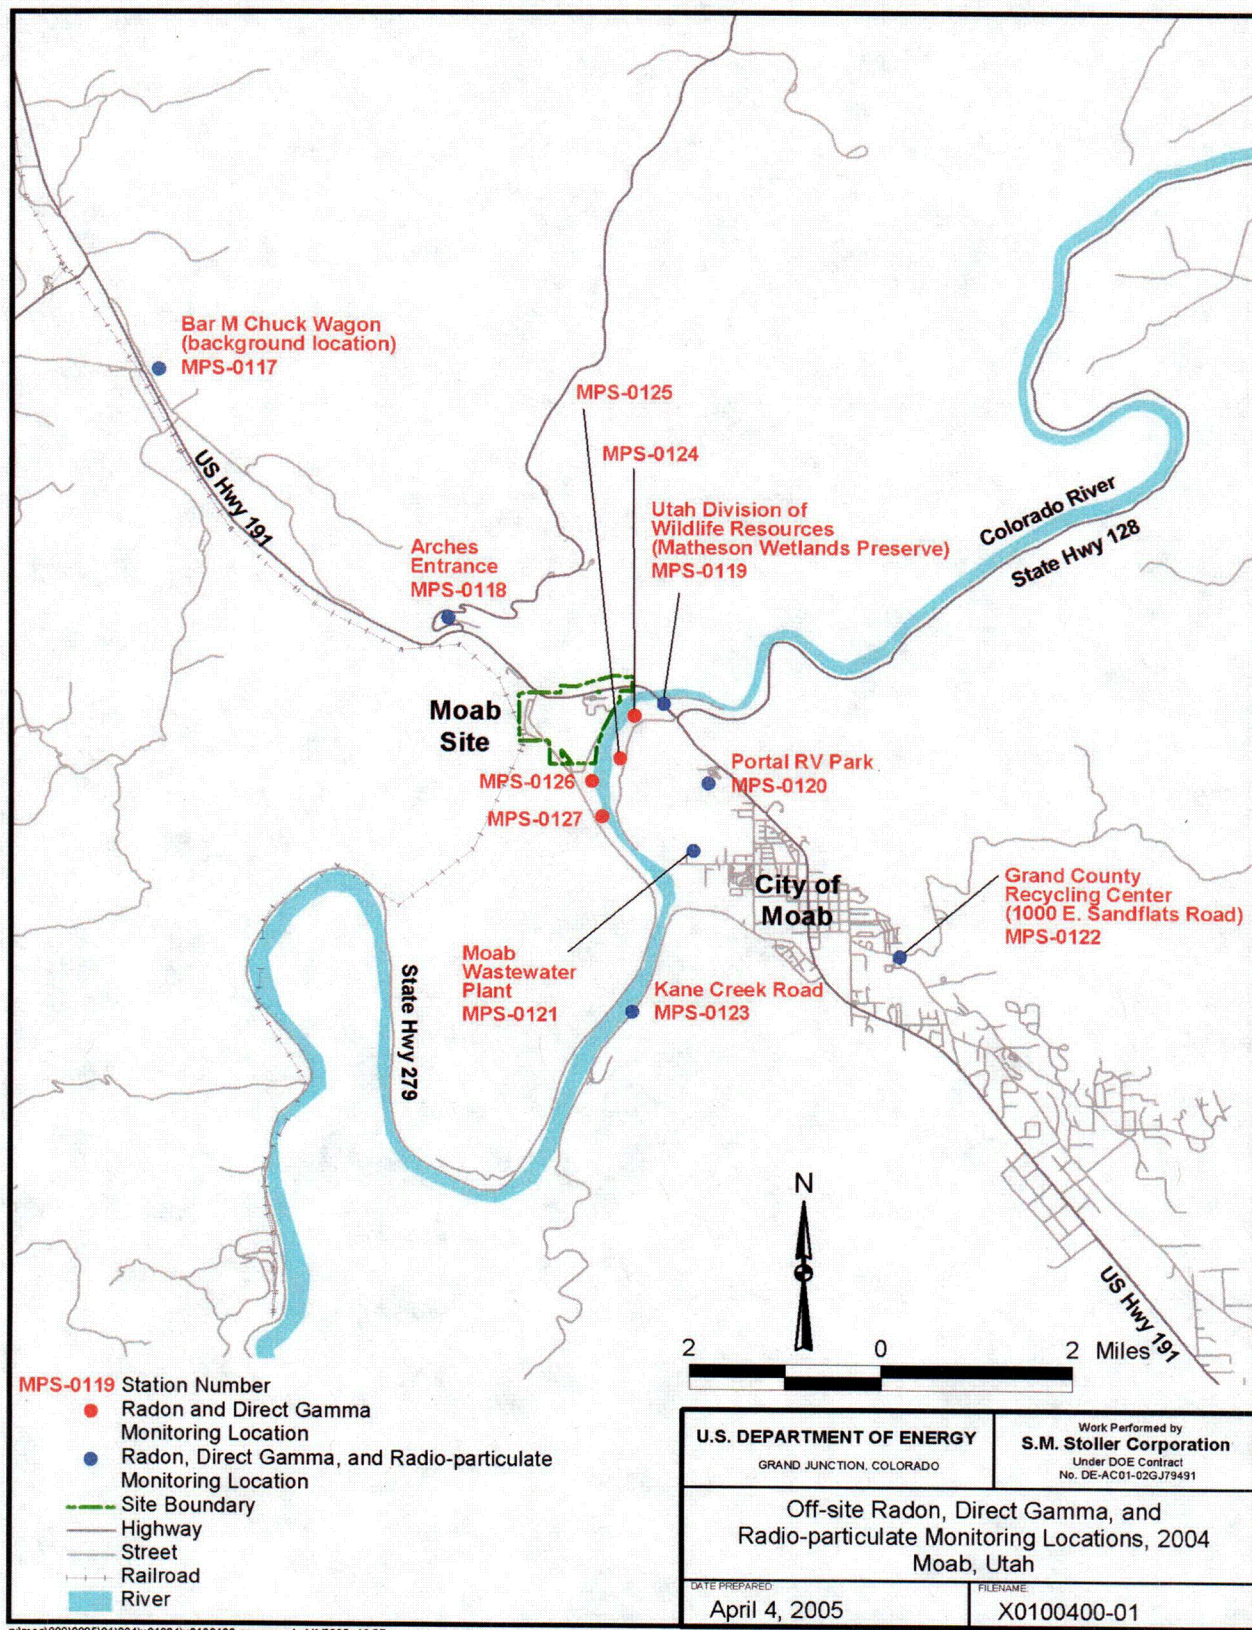 Bar M Chuck Wagon
(background location)
MPS-0117
MPS-0125
MPS-0124
US Hwy 191
Utah Division of
Wildlife Resources
(Matheson Wetlands Preserve)
MPS-0119
Colorado River
State Hwy 128
Arches
Entrance
MPS-0118
Moab
Site
Portal RV Park
MPS-0120
MPS-0126
MPS-0127
City of
Moab
Grand County
Recycling Center
(1000 E. Sandflats Road)
MPS-0122
Moab
Wastewater
Plant
MPS-0121
State Hwy 279
Kane Creek Road
MPS-0123
N
US Hwy 191
2 0 2 Miles
MPS-0119 Station Number
Radon and Direct Gamma
Monitoring Location
Radon, Direct Gamma, and Radio-particulate
Monitoring Location
Site Boundary
Highway
Street
Railroad
River
U.S. DEPARTMENT OF ENERGY
GRAND JUNCTION, COLORADO
Work Performed by
S.M. Stoller Corporation
Under DOE Contract
No. DE-AC01-02GJ79491
Off-site Radon, Direct Gamma, and
Radio-particulate Monitoring Locations, 2004
Moab, Utah
DATE PREPARED:
April 4, 2005
FILENAME:
X0100400-01